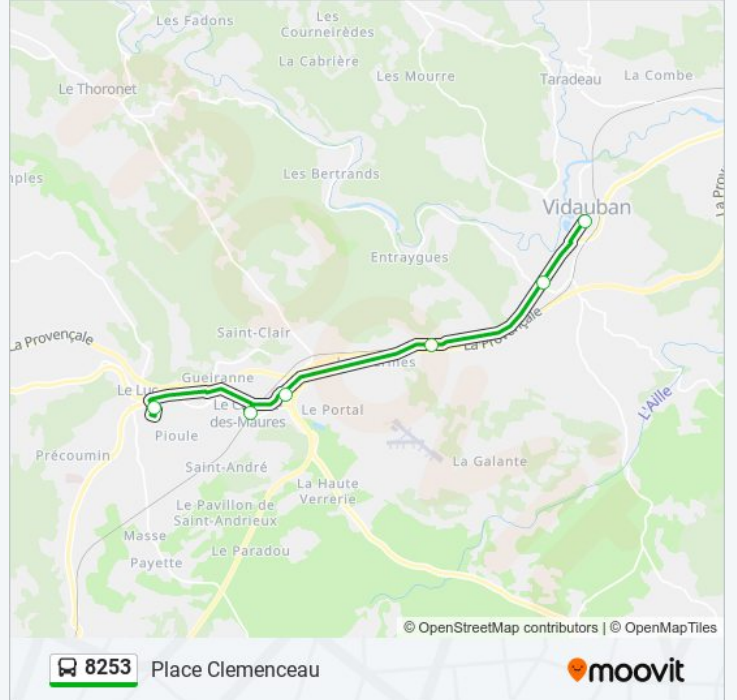 Les Fadons
Les
Courneirèdes
La Cabrière
Les Mourre
Taradeau
La Combe
Le Thoronet
Les Bertrands
La Prov
Vidauban
Entraygues
La Provençale
Saint-Clair
La Provençale
Gueiranne
Le Luc
Le Portal
des-Maures
Pioule
L'Aille
Précoumin
Saint-André
La Galante
La Haute
Verrerie
Le Pavillon de
Saint-Andrieux
Masse
Le Paradou
Payette
© OpenStreetMap contributors | © OpenMapTiles
8253 Place Clemenceau
moovit